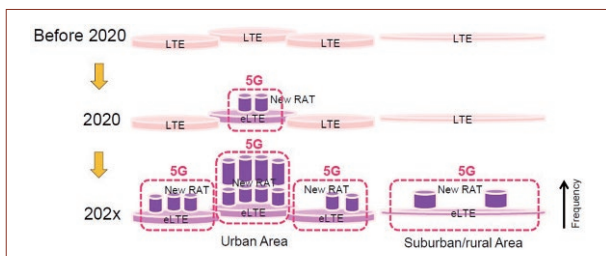 Before 2020
LTE
LTE
LTE
LTE
5G
New RAT
2020
LTE
eLTE
LTE
LTE
5G
5G
5G
5G
New RAT
New RAT
New RAT
New RAT
202x
eLTE
eLTE
eLTE
eLTE
Frequency
Urban Area
Suburban/rural Area